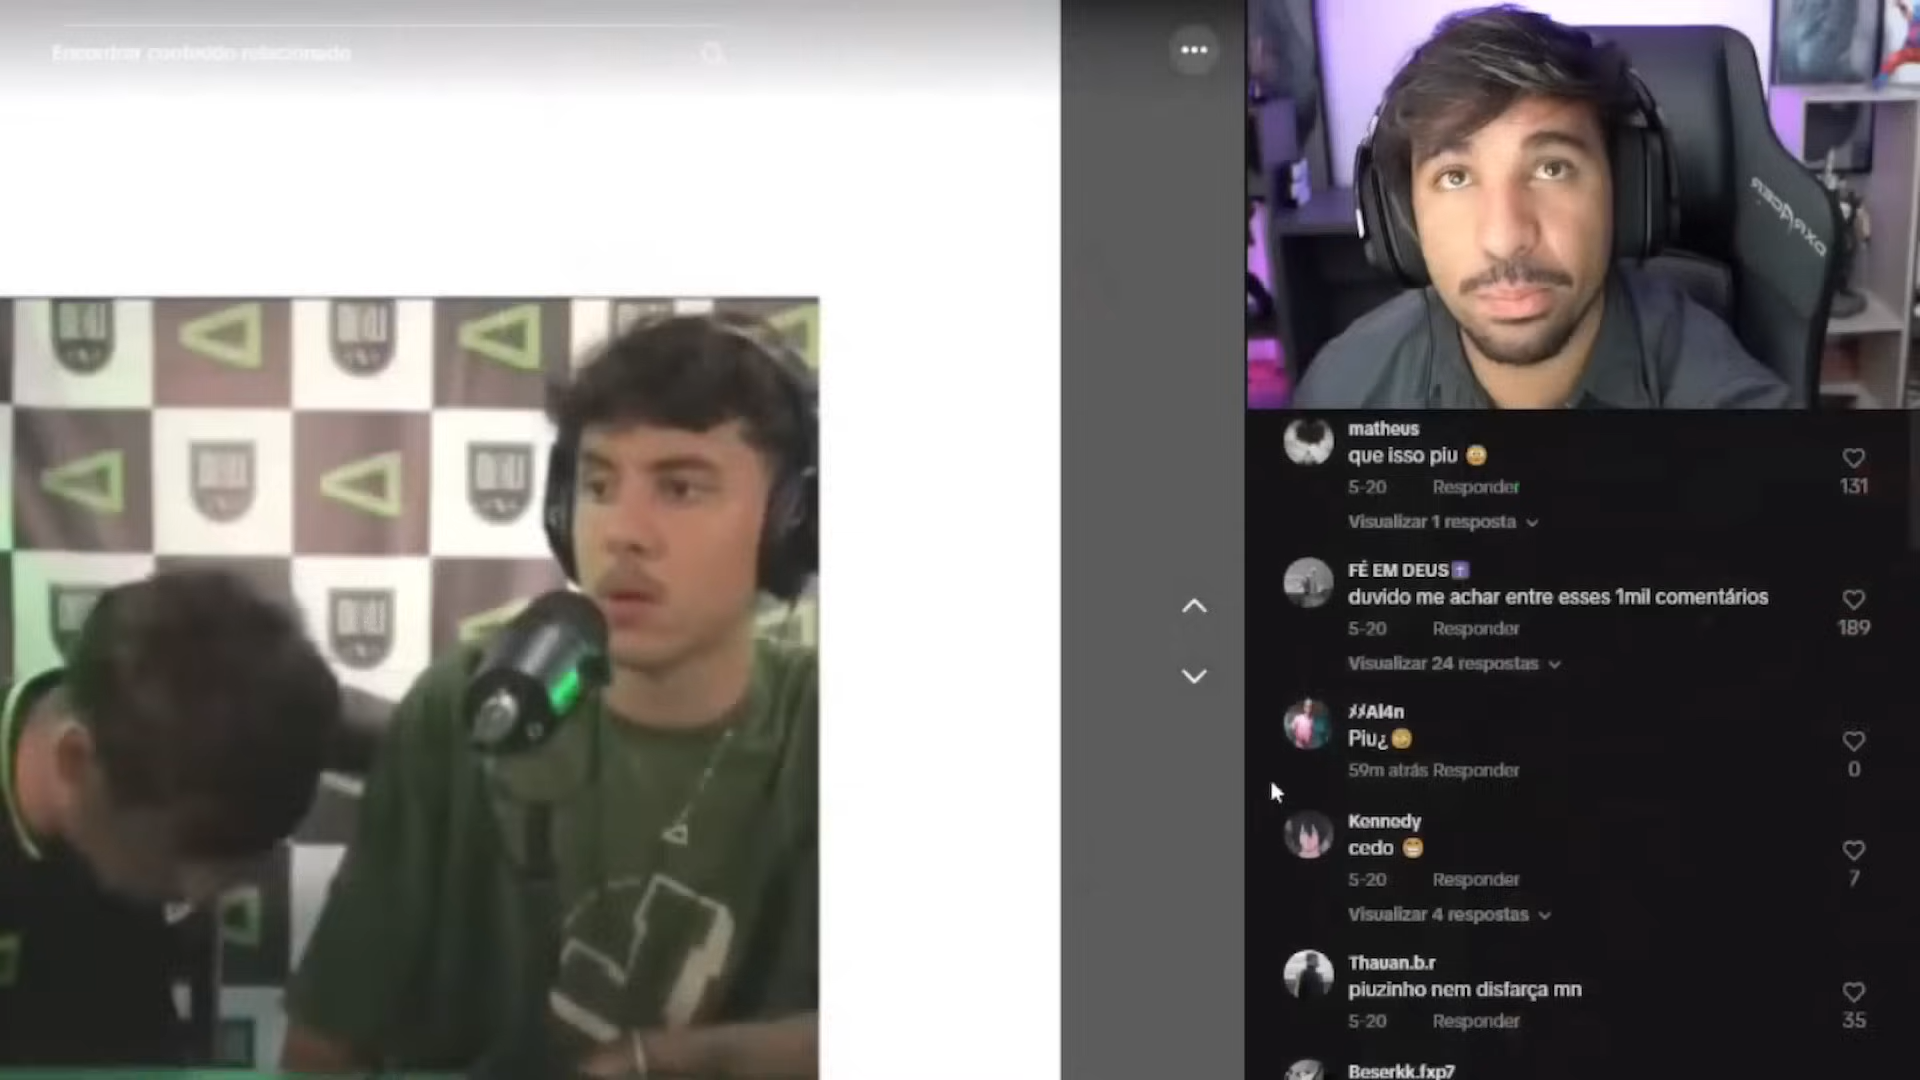 Encontrar conteúdo relacionado
DXRACER
matheus
que isso piu
5-20 Responder
131
Visualizar 1 resposta
FÉ EM DEUS
duvido me achar entre esses 1mil comentários
5-20 Responder
189
Visualizar 24 respostas
Al4n
Piu¿
59m atrás Responder
0
Kennedy
cedo
5-20 Responder
7
Visualizar 4 respostas
Thauan.b.r
piuzinho nem disfarça mn
5-20 Responder
35
Beserkk.fxp7